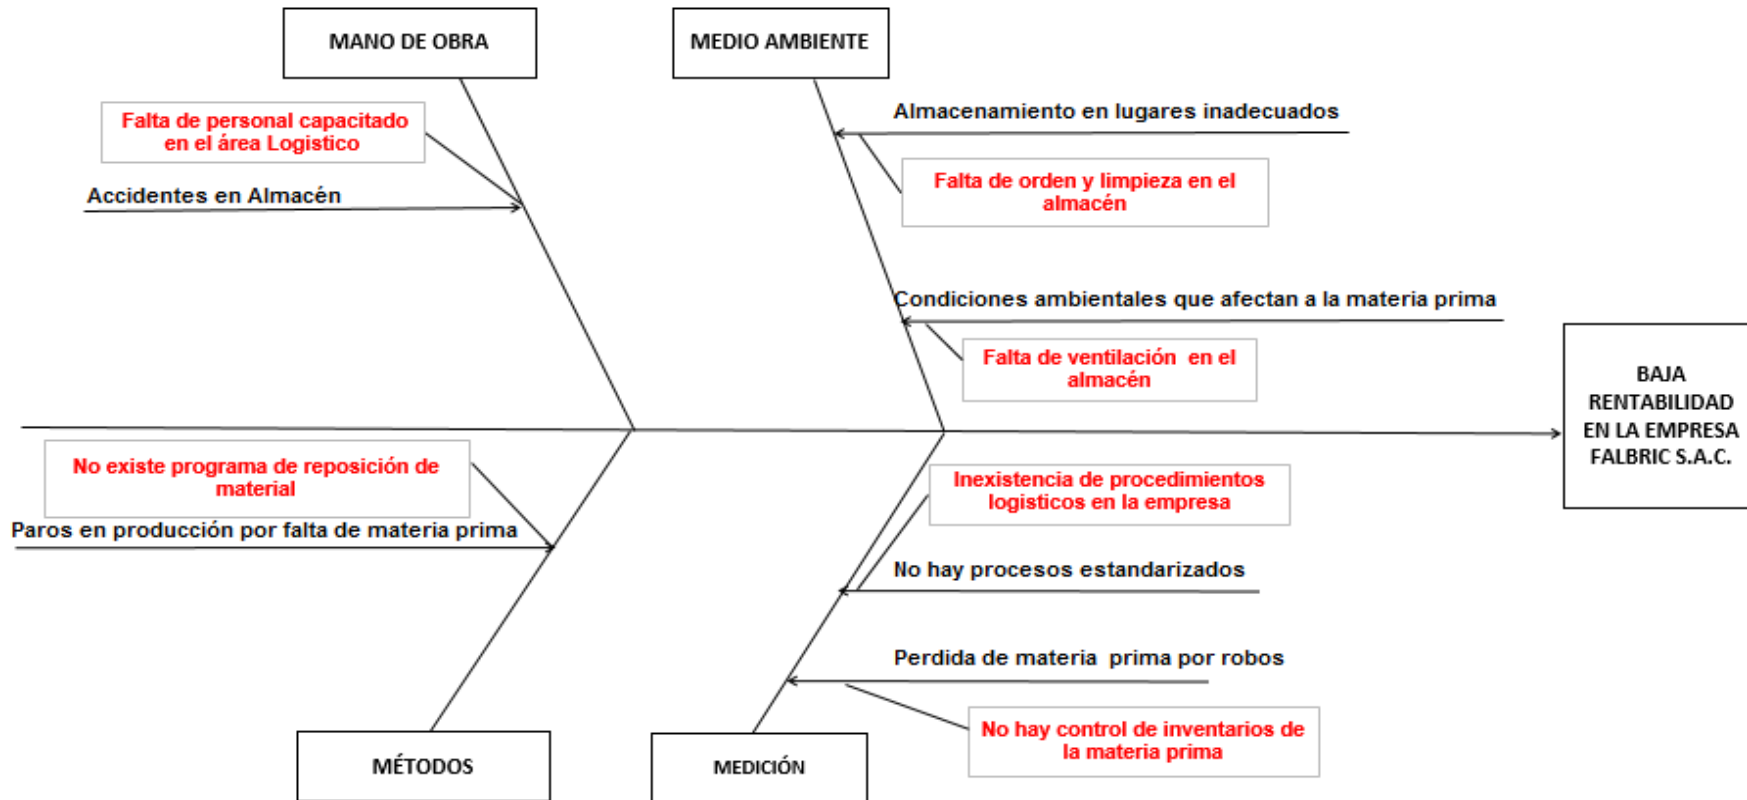 MANO DE OBRA
MEDIO AMBIENTE
Falta de personal capacitado
en el área Logistico
Accidentes en Almacén
Almacenamiento en lugares inadecuados
Falta de orden y limpieza en el
almacén
Condiciones ambientales que afectan a la materia prima
Falta de ventilación en el
almacén
BAJA
RENTABILIDAD
EN LA EMPRESA
FALBRIC S.A.C.
No existe programa de reposición de
material
Paros en producción por falta de materia prima
Inexistencia de procedimientos
logisticos en la empresa
No hay procesos estandarizados
Perdida de materia prima por robos
No hay control de inventarios de
la materia prima
MÉTODOS
MEDICIÓN